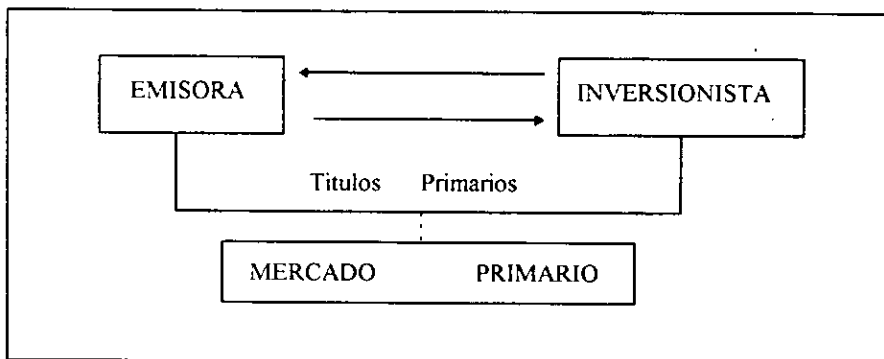 EMISORA
INVERSIONISTA
Titulos Primarios
MERCADO PRIMARIO